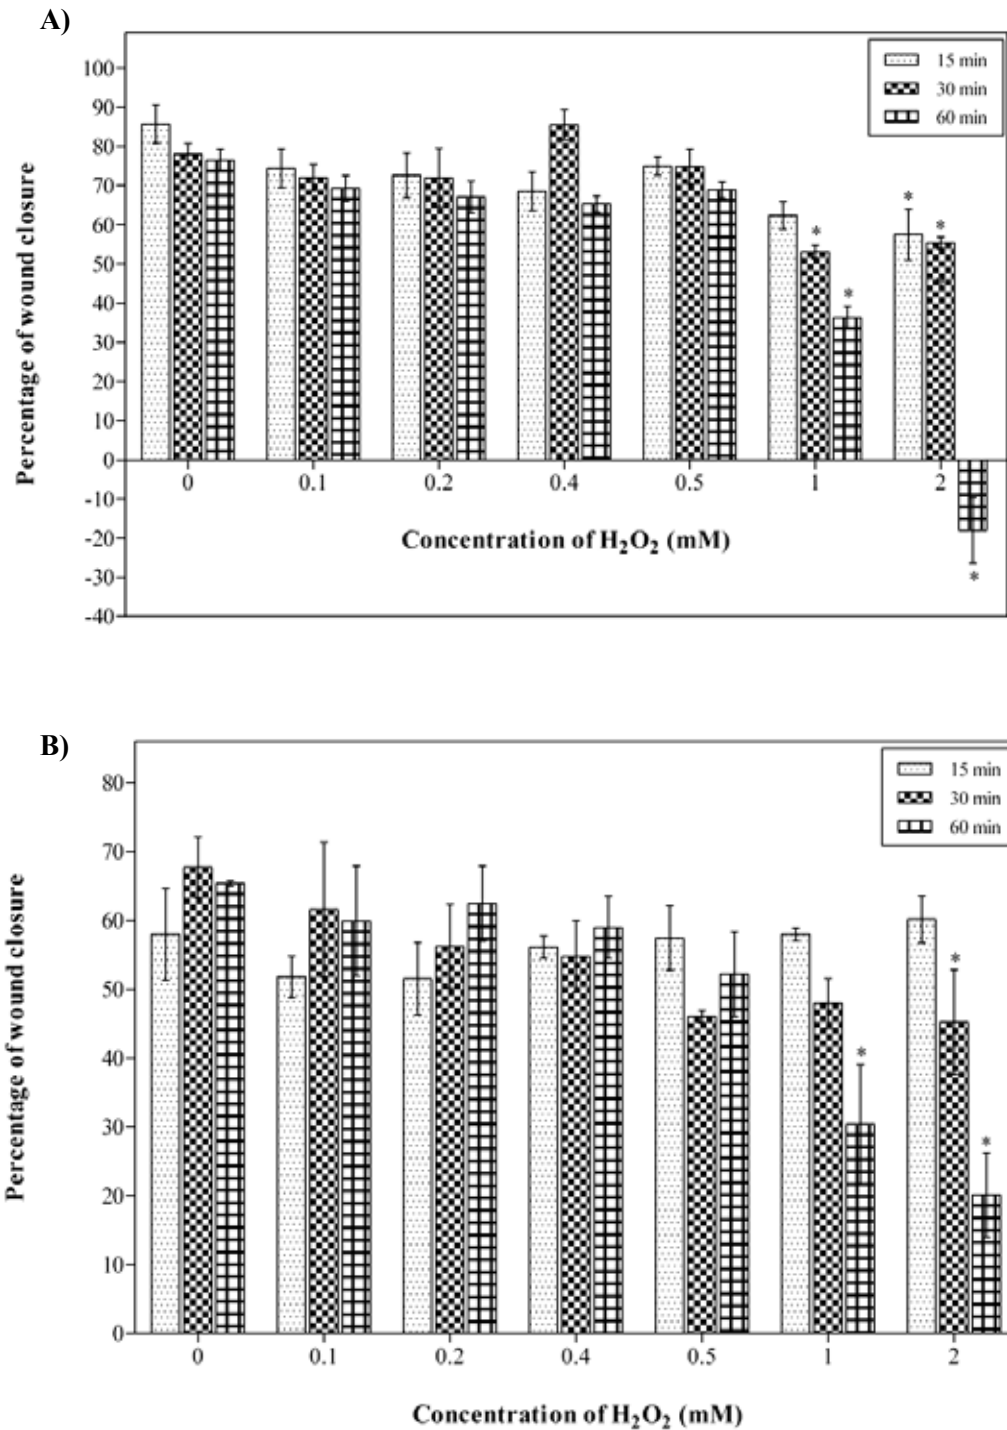 A)
15 min
30 min
60 min
100
90
80
70
60
50
40
30
20
10
0
-10
-20
-30
-40
Percentage of wound closure
* * * * *
0 0.1 0.2 0.4 0.5 1 2
Concentration of H₂O₂ (mM)
B)
15 min
30 min
60 min
80
70
60
50
40
30
20
10
0
Percentage of wound closure
* * *
0 0.1 0.2 0.4 0.5 1 2
Concentration of H₂O₂ (mM)